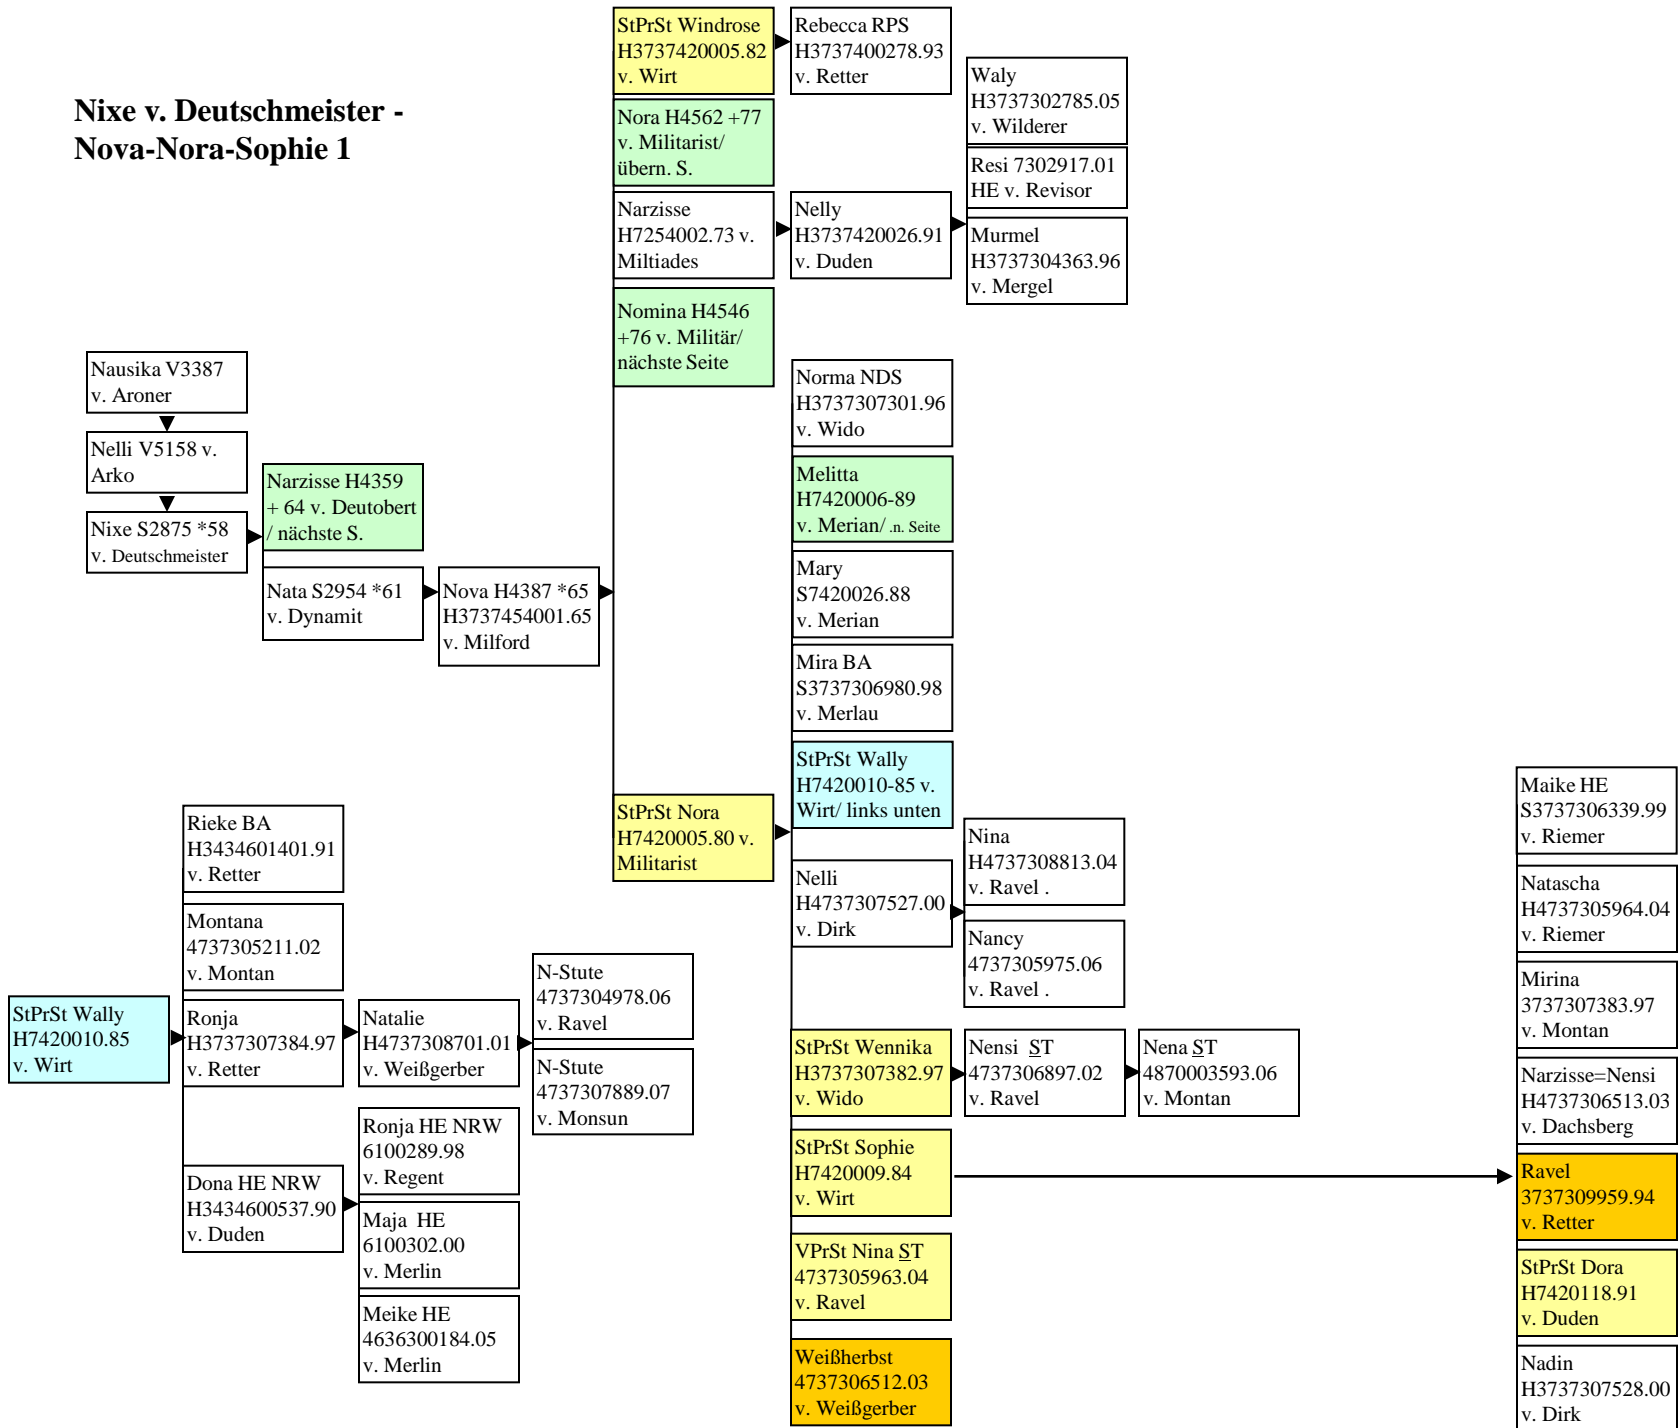 Nixe v. Deutschmeister -
Nova-Nora-Sophie 1
Nausika V3387
v. Aroner
Nelli V5158 v.
Arko
Nixe S2875 *58
v. Deutschmeister
Narzisse H4359
+ 64 v. Deutobert
/ nächste S.
Nata S2954 *61
v. Dynamit
Nova H4387 *65
H3737454001.65
v. Milford
StPrSt Windrose
H3737420005.82
v. Wirt
Nora H4562 +77
v. Militarist/
übern. S.
Narzisse
H7254002.73 v.
Miltiades
Nomina H4546
+76 v. Militär/
nächste Seite
StPrSt Nora
H7420005.80 v.
Militarist
Rebecca RPS
H3737400278.93
v. Retter
Nelly
H3737420026.91
v. Duden
Waly
H3737302785.05
v. Wilderer
Resi 7302917.01
HE v. Revisor
Murmel
H3737304363.96
v. Mergel
Norma NDS
H3737307301.96
v. Wido
Melitta
H7420006-89
v. Merian/ .n. Seite
Mary
S7420026.88
v. Merian
Mira BA
S3737306980.98
v. Merlau
StPrSt Wally
H7420010-85 v.
Wirt/ links unten
Nelli
H4737307527.00
v. Dirk
Nina
H4737308813.04
v. Ravel .
Nancy
4737305975.06
v. Ravel .
StPrSt Wennika
H3737307382.97
v. Wido
Nensi ST
4737306897.02
v. Ravel
Nena ST
4870003593.06
v. Montan
StPrSt Sophie
H7420009.84
v. Wirt
VPrSt Nina ST
4737305963.04
v. Ravel
Weißherbst
4737306512.03
v. Weißgerber
Maike HE
S3737306339.99
v. Riemer
Natascha
H4737305964.04
v. Riemer
Mirina
3737307383.97
v. Montan
Narzisse=Nensi
H4737306513.03
v. Dachsberg
Ravel
3737309959.94
v. Retter
StPrSt Dora
H7420118.91
v. Duden
Nadin
H3737307528.00
v. Dirk
StPrSt Wally
H7420010.85
v. Wirt
Rieke BA
H3434601401.91
v. Retter
Montana
4737305211.02
v. Montan
Ronja
H3737307384.97
v. Retter
Dona HE NRW
H3434600537.90
v. Duden
Natalie
H4737308701.01
v. Weißgerber
N-Stute
4737304978.06
v. Ravel
N-Stute
4737307889.07
v. Monsun
Ronja HE NRW
6100289.98
v. Regent
Maja HE
6100302.00
v. Merlin
Meike HE
4636300184.05
v. Merlin